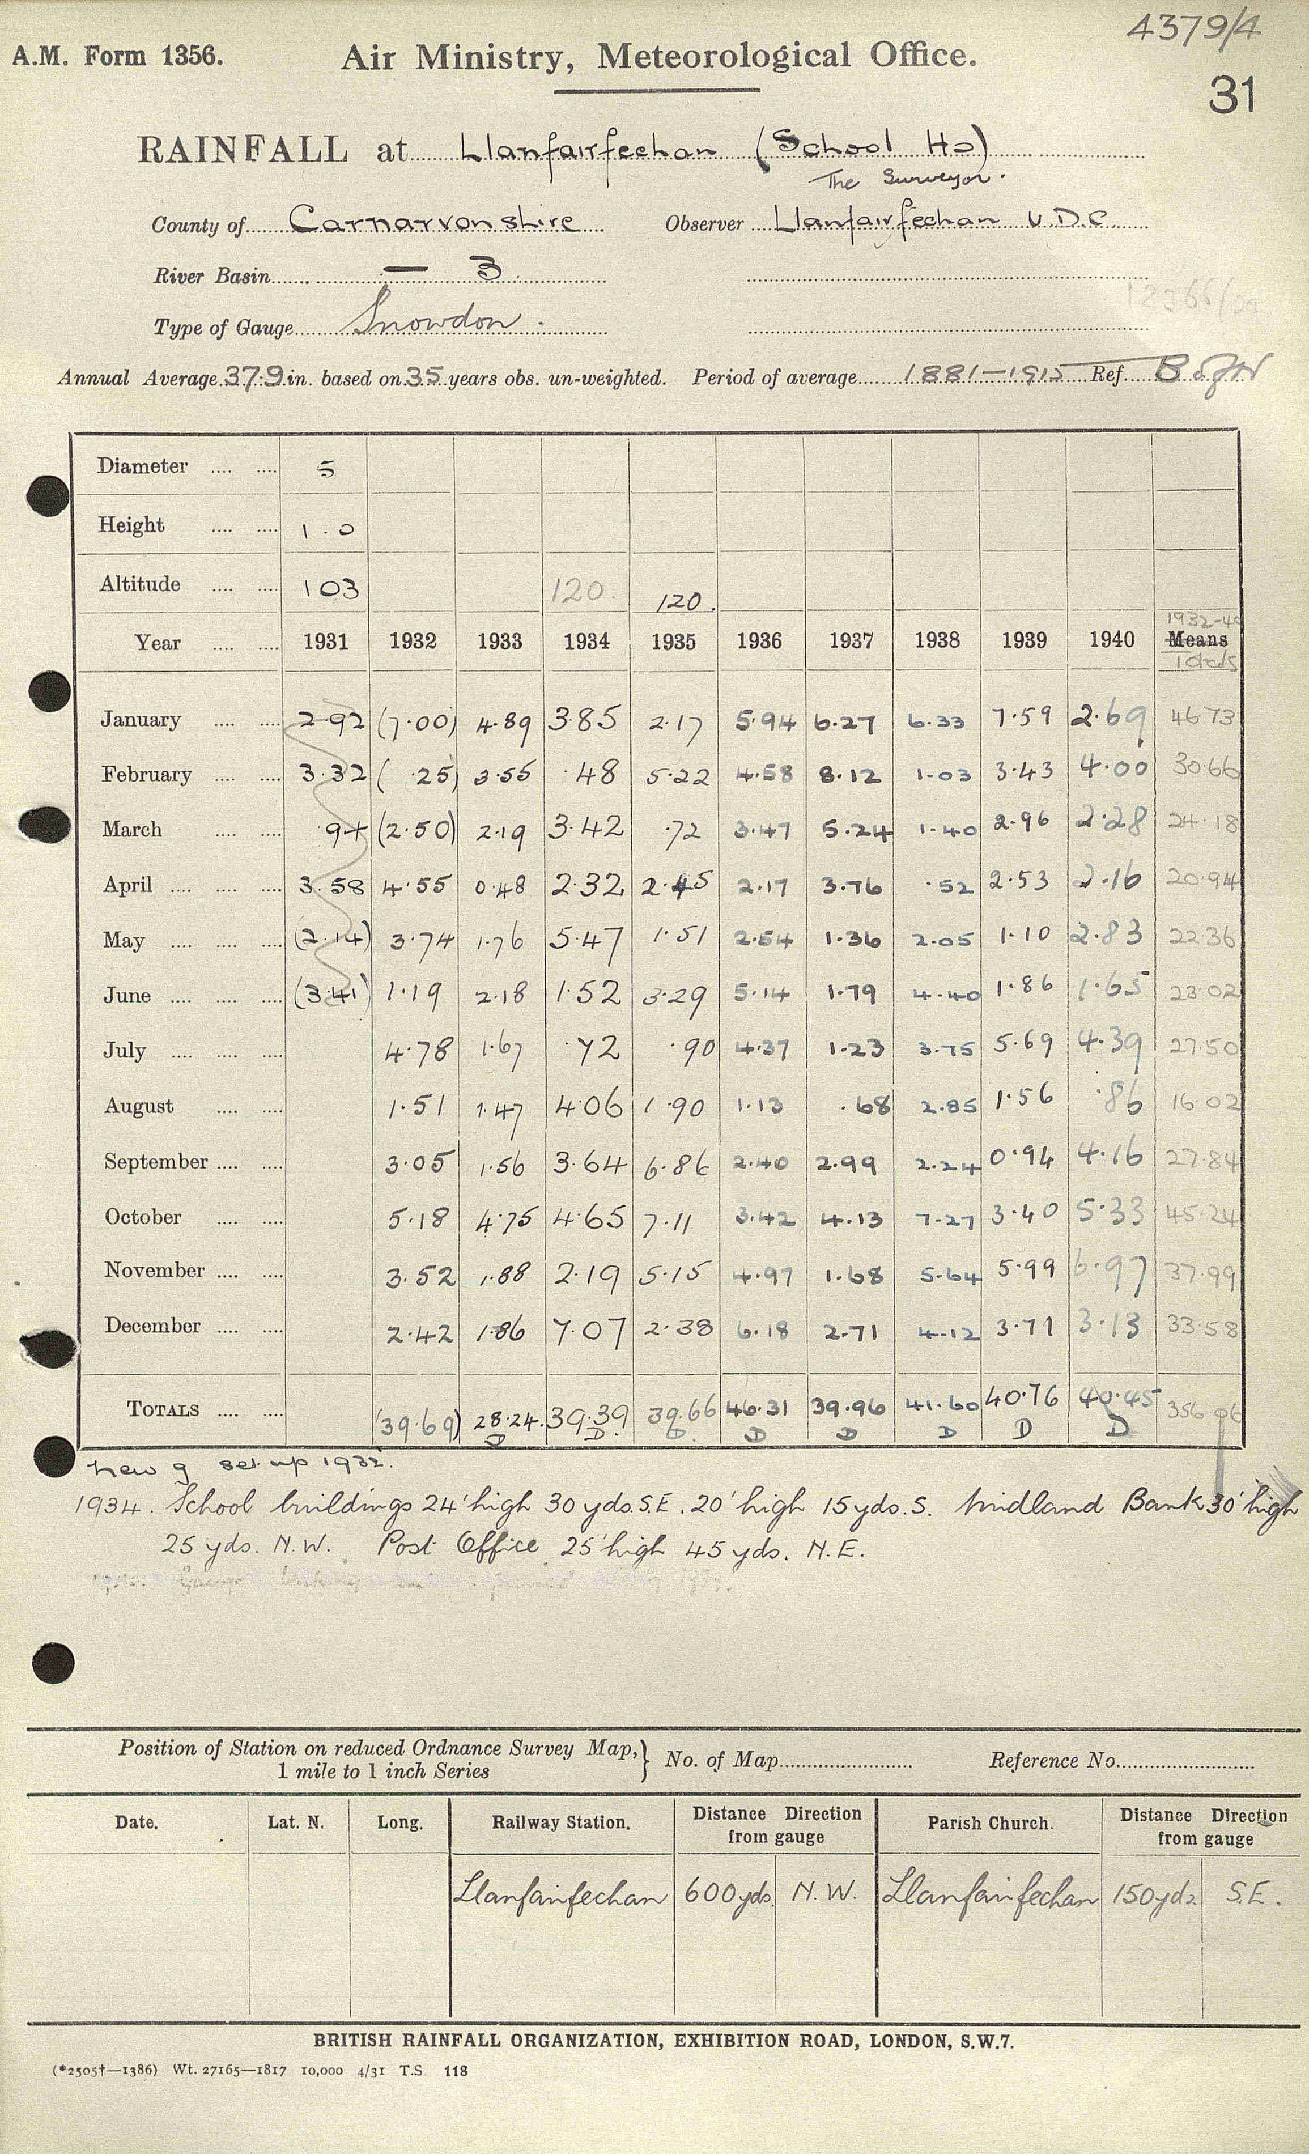 4379/4
A.M. Form 1356. Air Ministry, Meteorological Office.
31
RAINFALL at Llanfairfechan (School Ho)
The Surveyor.
County of Carnarvonshire Observer Llanfairfechan U.D.C.
River Basin — 3
Type of Gauge Snowdon.
Annual Average 37.9 in. based on 35 years obs. un-weighted. Period of average 1881-1915 Ref.
Diameter .... .... 5
Height .... .... 1.0
Altitude .... .... 103 120 120.
1932-40
Year .... .... 1931 1932 1933 1934 1935 1936 1937 1938 1939 1940 Means
Totals
January .... .... 2.92 (7.00) 4.89 3.85 2.17 5.94 6.27 6.33 7.59 2.69 46.73
February .... .... 3.32 ( .25) 3.55 .48 5.22 4.58 8.12 1.03 3.43 4.00 30.66
March .... .... .94 (2.50) 2.19 3.42 .72 3.47 5.24 1.40 2.96 2.28 24.18
April .... .... .... 3.58 4.55 0.48 2.32 2.45 2.17 3.76 .52 2.53 2.16 20.94
May .... .... .... (2.14) 3.74 1.76 5.47 1.51 2.54 1.36 2.05 1.10 2.83 22.36
June .... .... .... (3.41) 1.19 2.18 1.52 3.29 5.14 1.79 4.40 1.86 1.65 23.02
July .... .... .... 4.78 1.67 .72 .90 4.37 1.23 3.75 5.69 4.39 27.50
August .... .... 1.51 1.47 4.06 1.90 1.13 .68 2.85 1.56 .86 16.02
September .... .... 3.05 1.56 3.64 6.86 2.40 2.99 2.24 0.94 4.16 27.84
October .... .... 5.18 4.75 4.65 7.11 3.42 4.13 7.27 3.40 5.33 45.24
November .... .... 3.52 1.88 2.19 5.15 4.97 1.68 5.64 5.99 6.97 37.99
December .... .... 2.42 1.86 7.07 2.38 6.18 2.71 4.12 3.71 3.13 33.58
TOTALS .... .... (39.69) 28.24. 39.39 39.66 46.31 39.96 41.60 40.76 40.45 356.06
D D. D. D D D D D
New g set up 1932.
1934. School buildings 24' high 30 yds. S.E. 20' high 15 yds. S. Midland Bank 30' high
25 yds. N.W. Post Office 25' high 45 yds. N.E.
Position of Station on reduced Ordnance Survey Map, } No. of Map Reference No.
1 mile to 1 inch Series
Date. Lat. N. Long. Railway Station. Distance Direction from gauge Parish Church. Distance Direction from gauge
Llanfairfechan 600 yds N.W. Llanfairfechan 150 yds. S.E.
BRITISH RAINFALL ORGANIZATION, EXHIBITION ROAD, LONDON, S.W.7.
(*2505†—1386) Wt. 27165—1817 10,000 4/31 T.S. 118